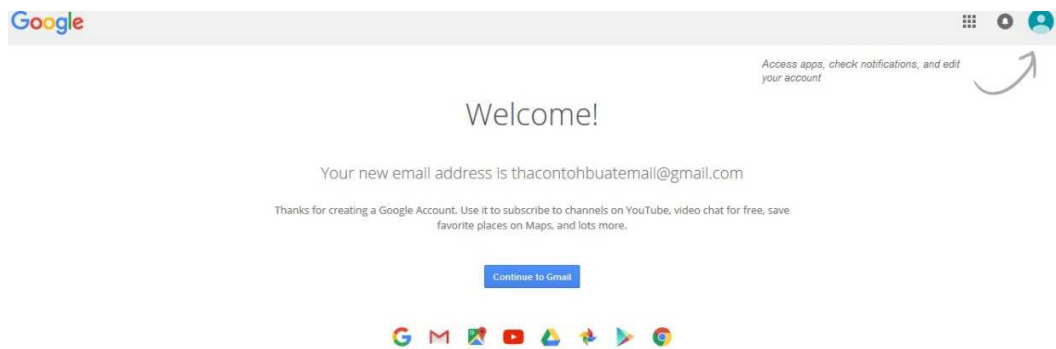 Google
Access apps, check notifications, and edit
your account
Welcome!
Your new email address is thacontohbuatemail@gmail.com
Thanks for creating a Google Account. Use it to subscribe to channels on YouTube, video chat for free, save
favorite places on Maps, and lots more.
Continue to Gmail